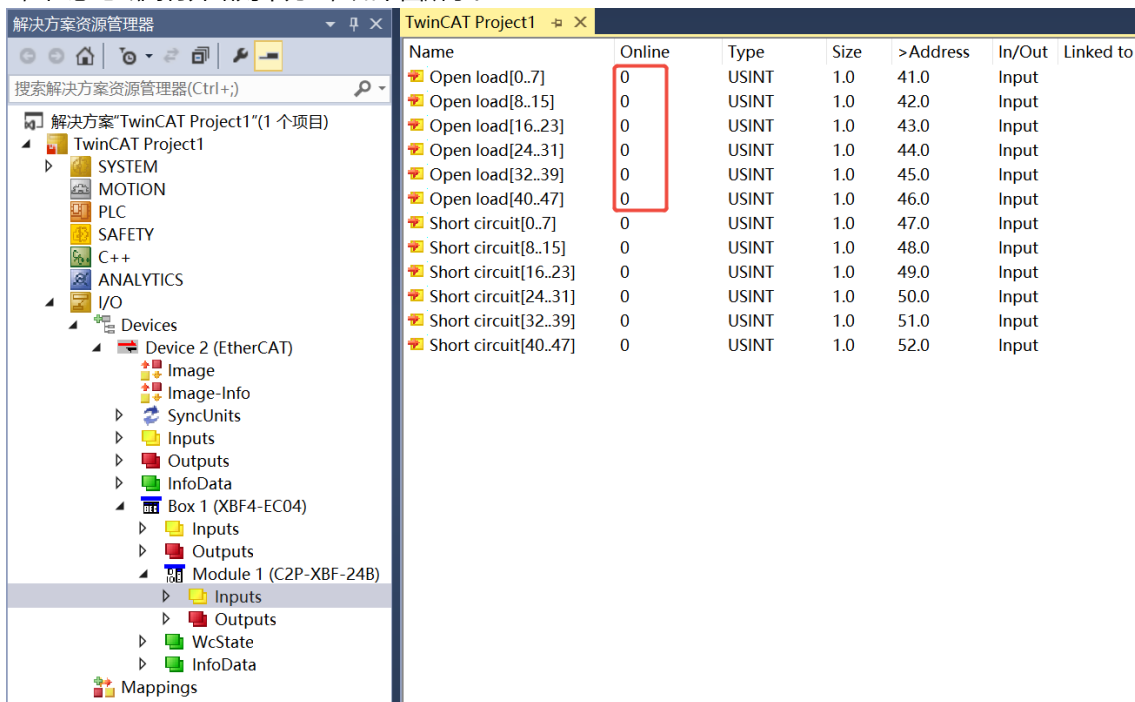 解决方案资源管理器
搜索解决方案资源管理器(Ctrl+;)
解决方案"TwinCAT Project1"(1 个项目)
TwinCAT Project1
SYSTEM
MOTION
PLC
SAFETY
C++
ANALYTICS
I/O
Devices
Device 2 (EtherCAT)
Image
Image-Info
SyncUnits
Inputs
Outputs
InfoData
Box 1 (XBF4-EC04)
Inputs
Outputs
Module 1 (C2P-XBF-24B)
Inputs
Outputs
WcState
InfoData
Mappings
TwinCAT Project1
Name Online Type Size >Address In/Out Linked to
Open load[0..7] 0 USINT 1.0 41.0 Input
Open load[8..15] 0 USINT 1.0 42.0 Input
Open load[16..23] 0 USINT 1.0 43.0 Input
Open load[24..31] 0 USINT 1.0 44.0 Input
Open load[32..39] 0 USINT 1.0 45.0 Input
Open load[40..47] 0 USINT 1.0 46.0 Input
Short circuit[0..7] 0 USINT 1.0 47.0 Input
Short circuit[8..15] 0 USINT 1.0 48.0 Input
Short circuit[16..23] 0 USINT 1.0 49.0 Input
Short circuit[24..31] 0 USINT 1.0 50.0 Input
Short circuit[32..39] 0 USINT 1.0 51.0 Input
Short circuit[40..47] 0 USINT 1.0 52.0 Input